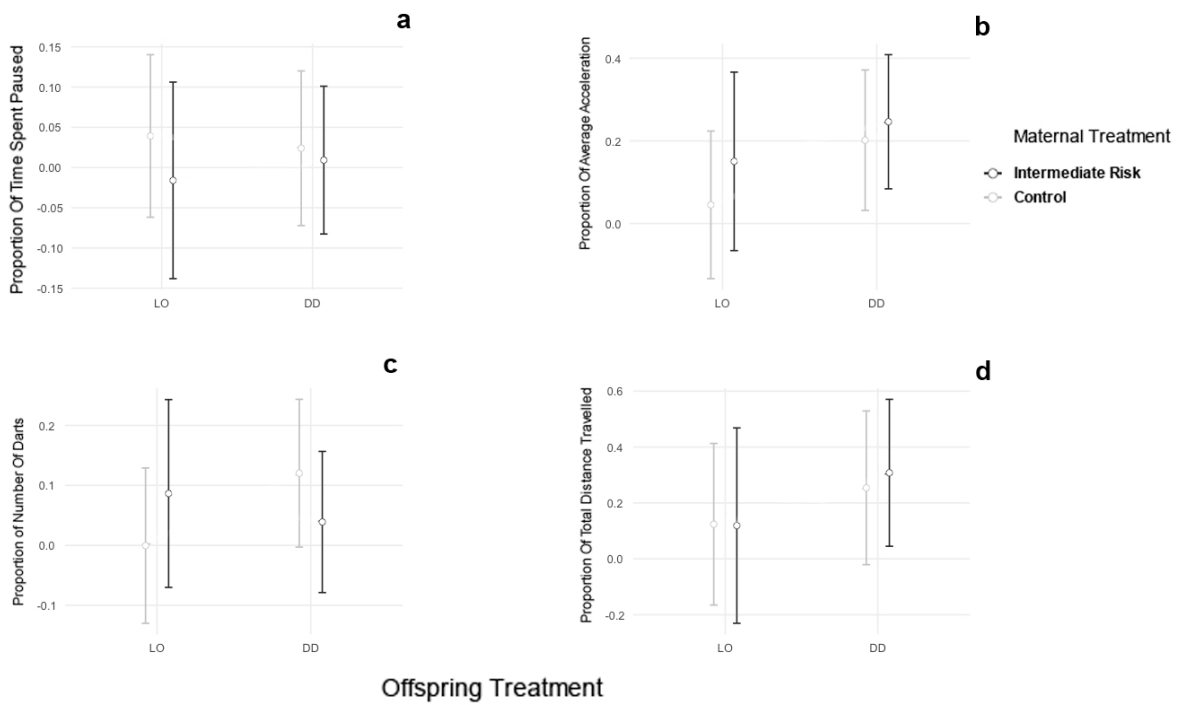 a
Proportion Of Time Spent Paused
0.15
0.10
0.05
0.00
-0.05
-0.10
-0.15
LO
DD
b
Proportion Of Average Acceleration
0.4
0.2
0.0
LO
DD
Maternal Treatment
Intermediate Risk
Control
c
Proportion of Number Of Darts
0.2
0.1
0.0
-0.1
LO
DD
d
Proportion Of Total Distance Travelled
0.6
0.4
0.2
0.0
-0.2
LO
DD
Offspring Treatment